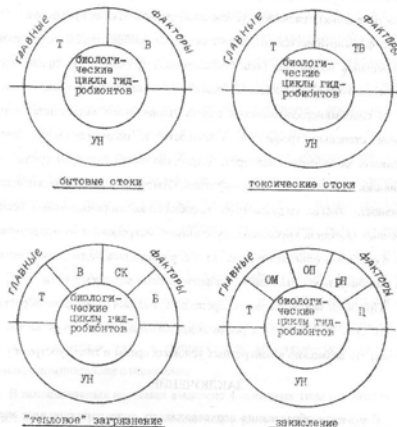 ГЛАВНЫЕ ФАКТОРЫ
Т В
биологи-
ческие
циклы гид-
робионтов
УН
бытовые стоки
ГЛАВНЫЕ ФАКТОРЫ
Т ТВ
биологи-
ческие
циклы гид-
робионтов
УН
токсические стоки
ГЛАВНЫЕ ФАКТОРЫ
Т В СК Б
биологи-
ческие
циклы гид-
робионтов
УН
"тепловое" загрязнение
ГЛАВНЫЕ ФАКТОРЫ
Т ОМ ОП рН Ц
биологи-
ческие
циклы гид-
робионтов
УН
закисление